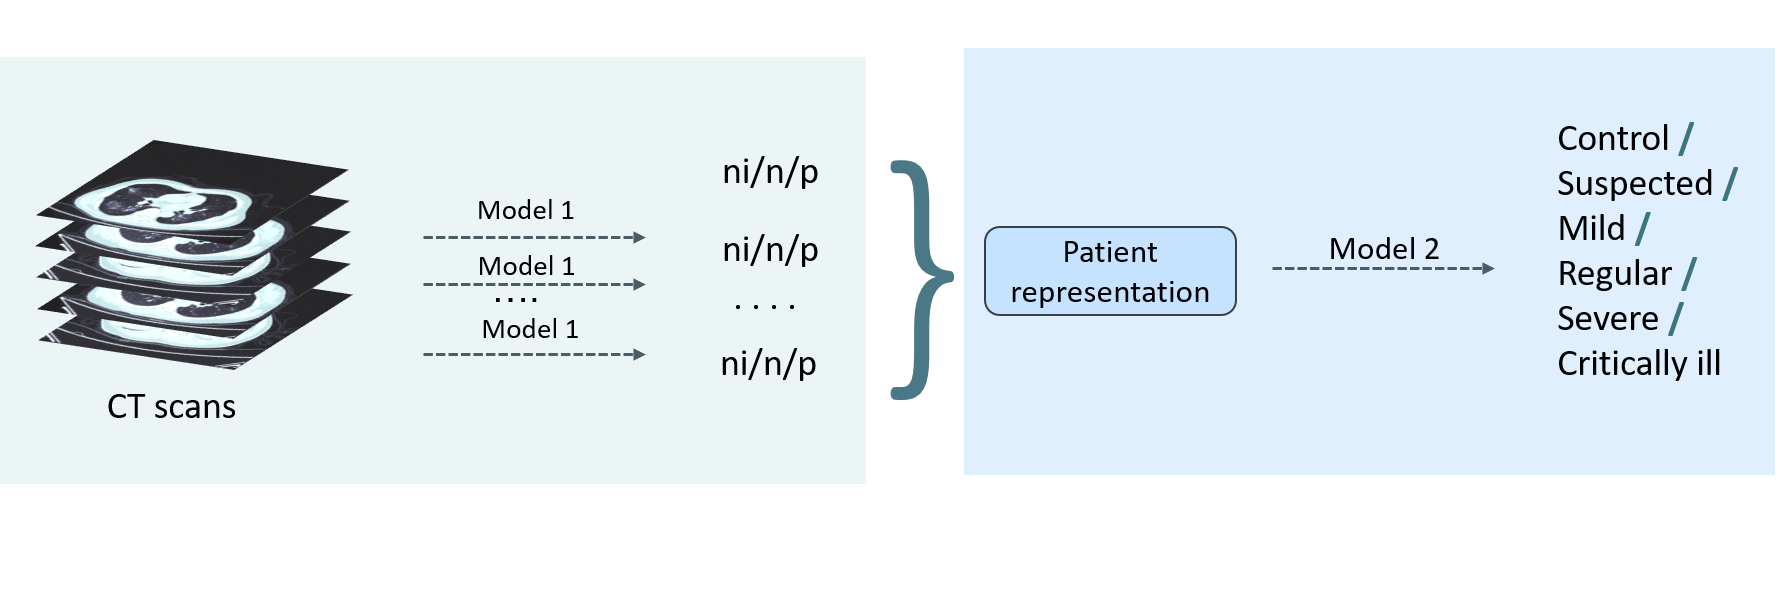 CT scans
Model 1
Model 1
....
Model 1
ni/n/p
ni/n/p
. . . .
ni/n/p
}
Patient
representation
Model 2
Control /
Suspected /
Mild /
Regular /
Severe /
Critically ill